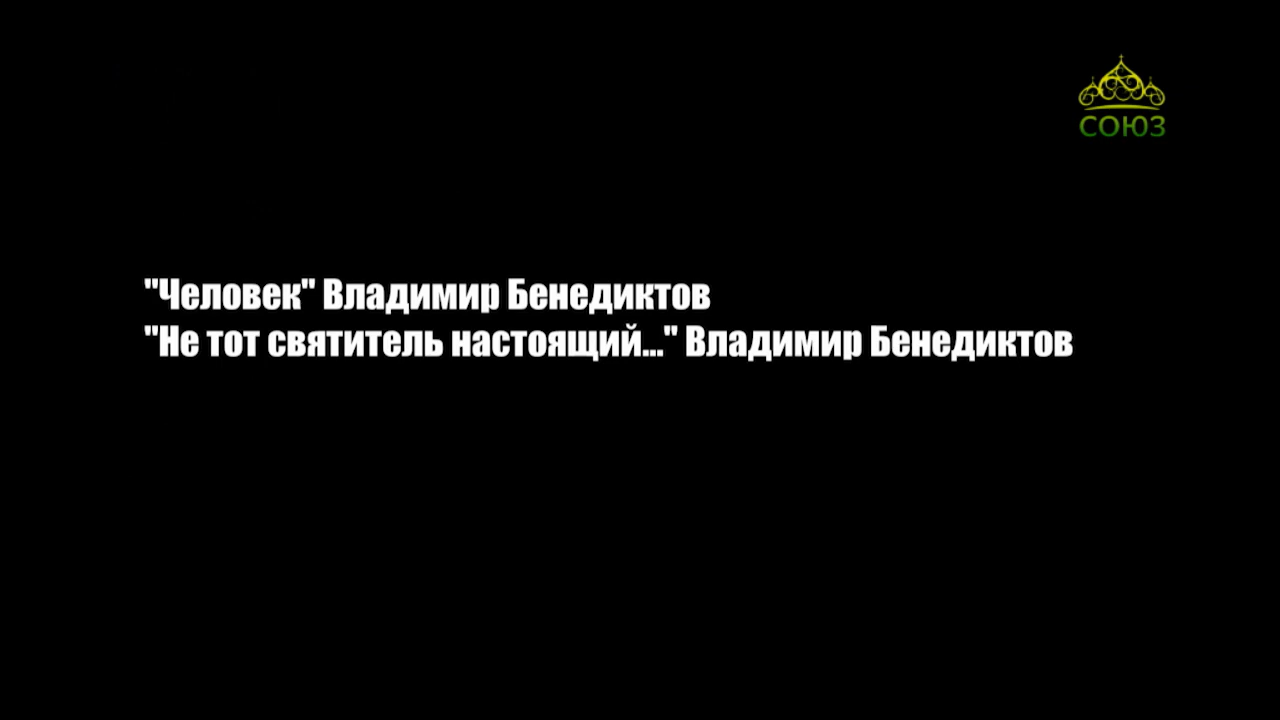 СОЮЗ
"Человек" Владимир Бенедиктов
"Не тот святитель настоящий..." Владимир Бенедиктов